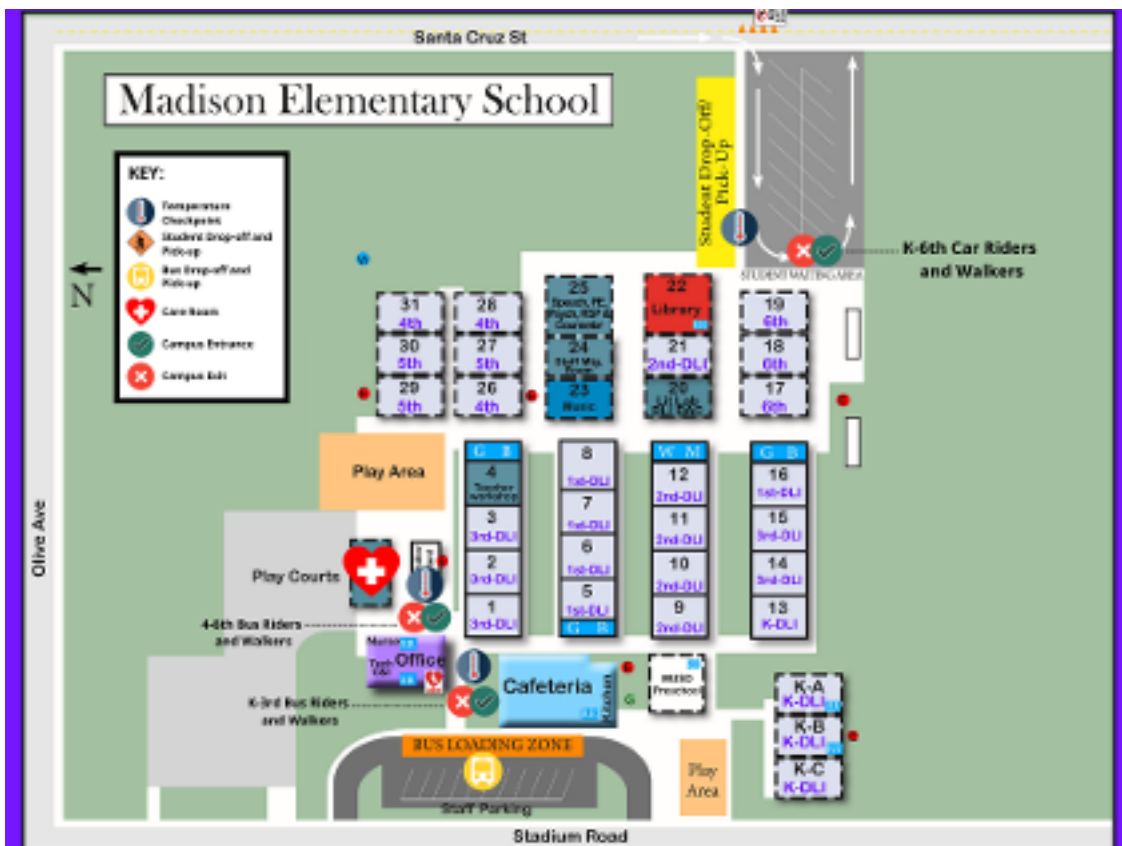 Santa Cruz St
Madison Elementary School
KEY:
Temperature
Checkpoint
Student Drop-off and
Pick-up
Bus Drop-off and
Pick-up
Care Room
Campus Entrance
Campus Exit
N
Student Drop-Off/
Pick-Up
K-6th Car Riders
and Walkers
STUDENT WAITING AREA
31
4th
30
5th
29
5th
28
4th
27
5th
26
4th
25
Speech, PE,
Psych, RSP &
Counselor
24
Staff Mtg.
Room
23
Music
22
Library
21
2nd-DLI
20
19
6th
18
6th
17
6th
Play Area
G B
4
Teacher
workshop
3
3rd-DLI
2
3rd-DLI
1
3rd-DLI
8
1st-DLI
7
1st-DLI
6
1st-DLI
5
1st-DLI
G B
W M
12
2nd-DLI
11
2nd-DLI
10
2nd-DLI
9
2nd-DLI
G B
16
1st-DLI
15
3rd-DLI
14
3rd-DLI
13
K-DLI
Olive Ave
Play Courts
4-6th Bus Riders
and Walkers
Nurse
Office
K-3rd Bus Riders
and Walkers
Cafeteria
Kitchen
G
Preschool
K-A
K-DLI
K-B
K-DLI
K-C
K-DLI
BUS LOADING ZONE
Staff Parking
Play
Area
Stadium Road